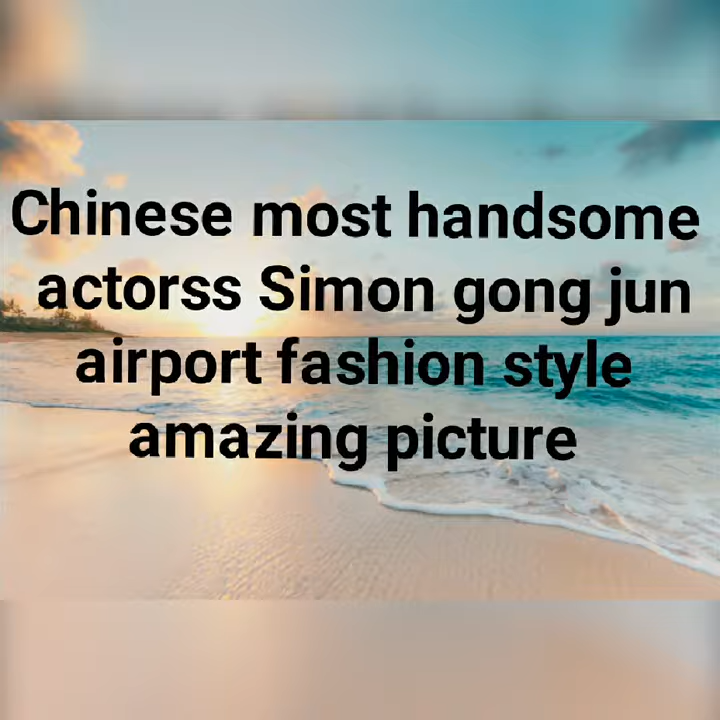 Chinese most handsome
actorss Simon gong jun
airport fashion style
amazing picture